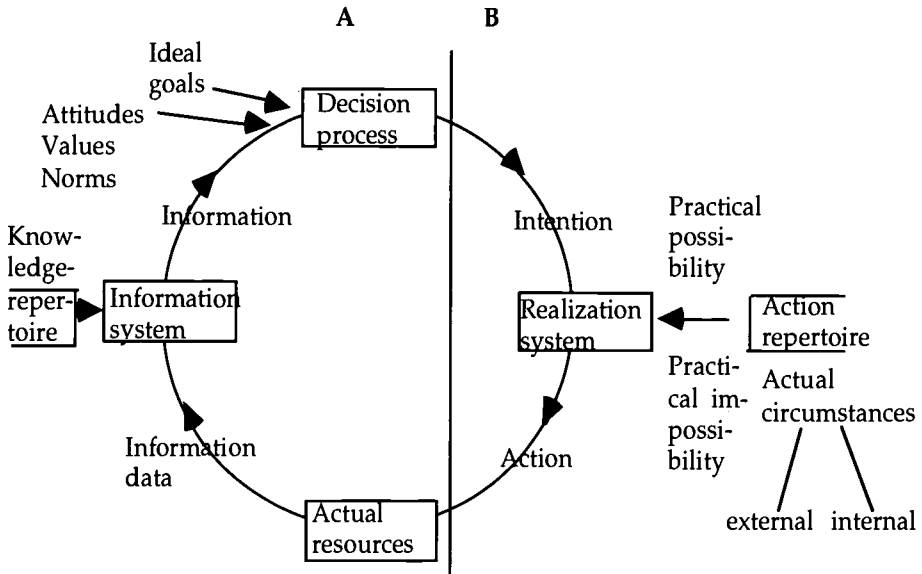 A
B
Ideal
goals
Attitudes
Values
Norms
Decision
process
Information
Intention
Know-
ledge-
reper-
toire
Information
system
Realization
system
Practical
possi-
bility
Action
repertoire
Practi-
cal im-
possi-
bility
Actual
circumstances
external internal
Information
data
Action
Actual
resources